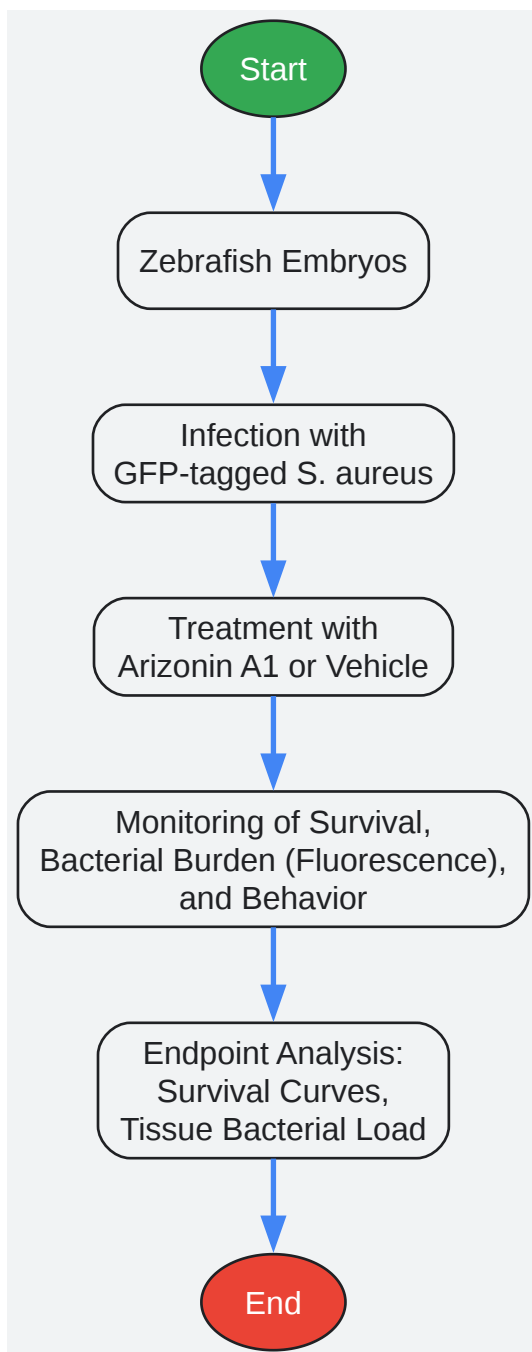 Start
Zebrafish Embryos
Infection with
GFP-tagged S. aureus
Treatment with
Arizonin A1 or Vehicle
Monitoring of Survival,
Bacterial Burden (Fluorescence),
and Behavior
Endpoint Analysis:
Survival Curves,
Tissue Bacterial Load
End